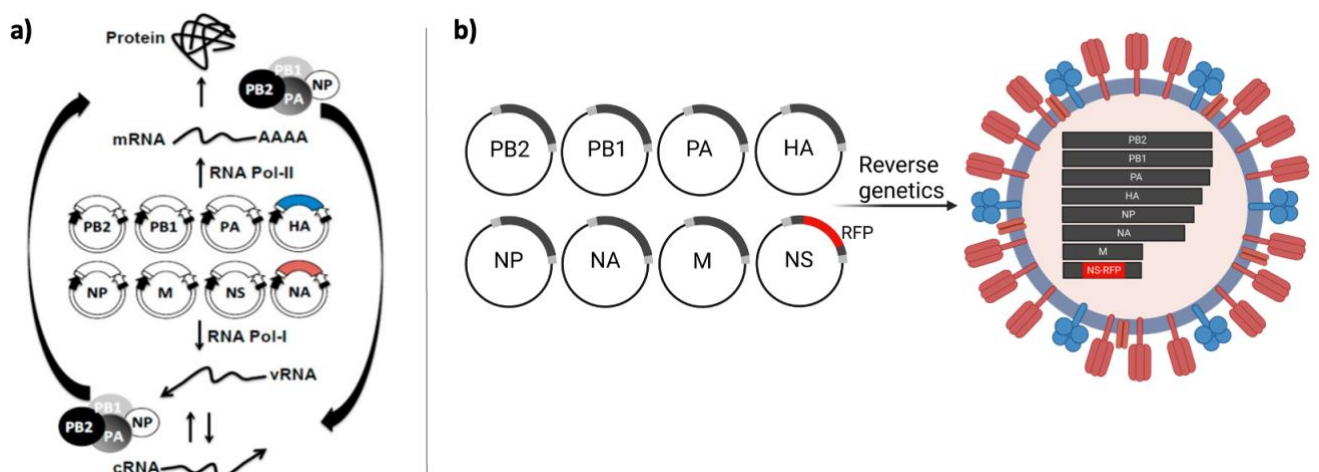 a)
Protein
PB1
PB2
PA
NP
mRNA
AAAA
RNA Pol-II
PB2
PB1
PA
HA
NP
M
NS
NA
RNA Pol-I
vRNA
PB1
PB2
PA
NP
cRNA
b)
PB2
PB1
PA
HA
NP
NA
M
NS
RFP
Reverse
genetics
PB2
PB1
PA
HA
NP
NA
M
NS-RFP